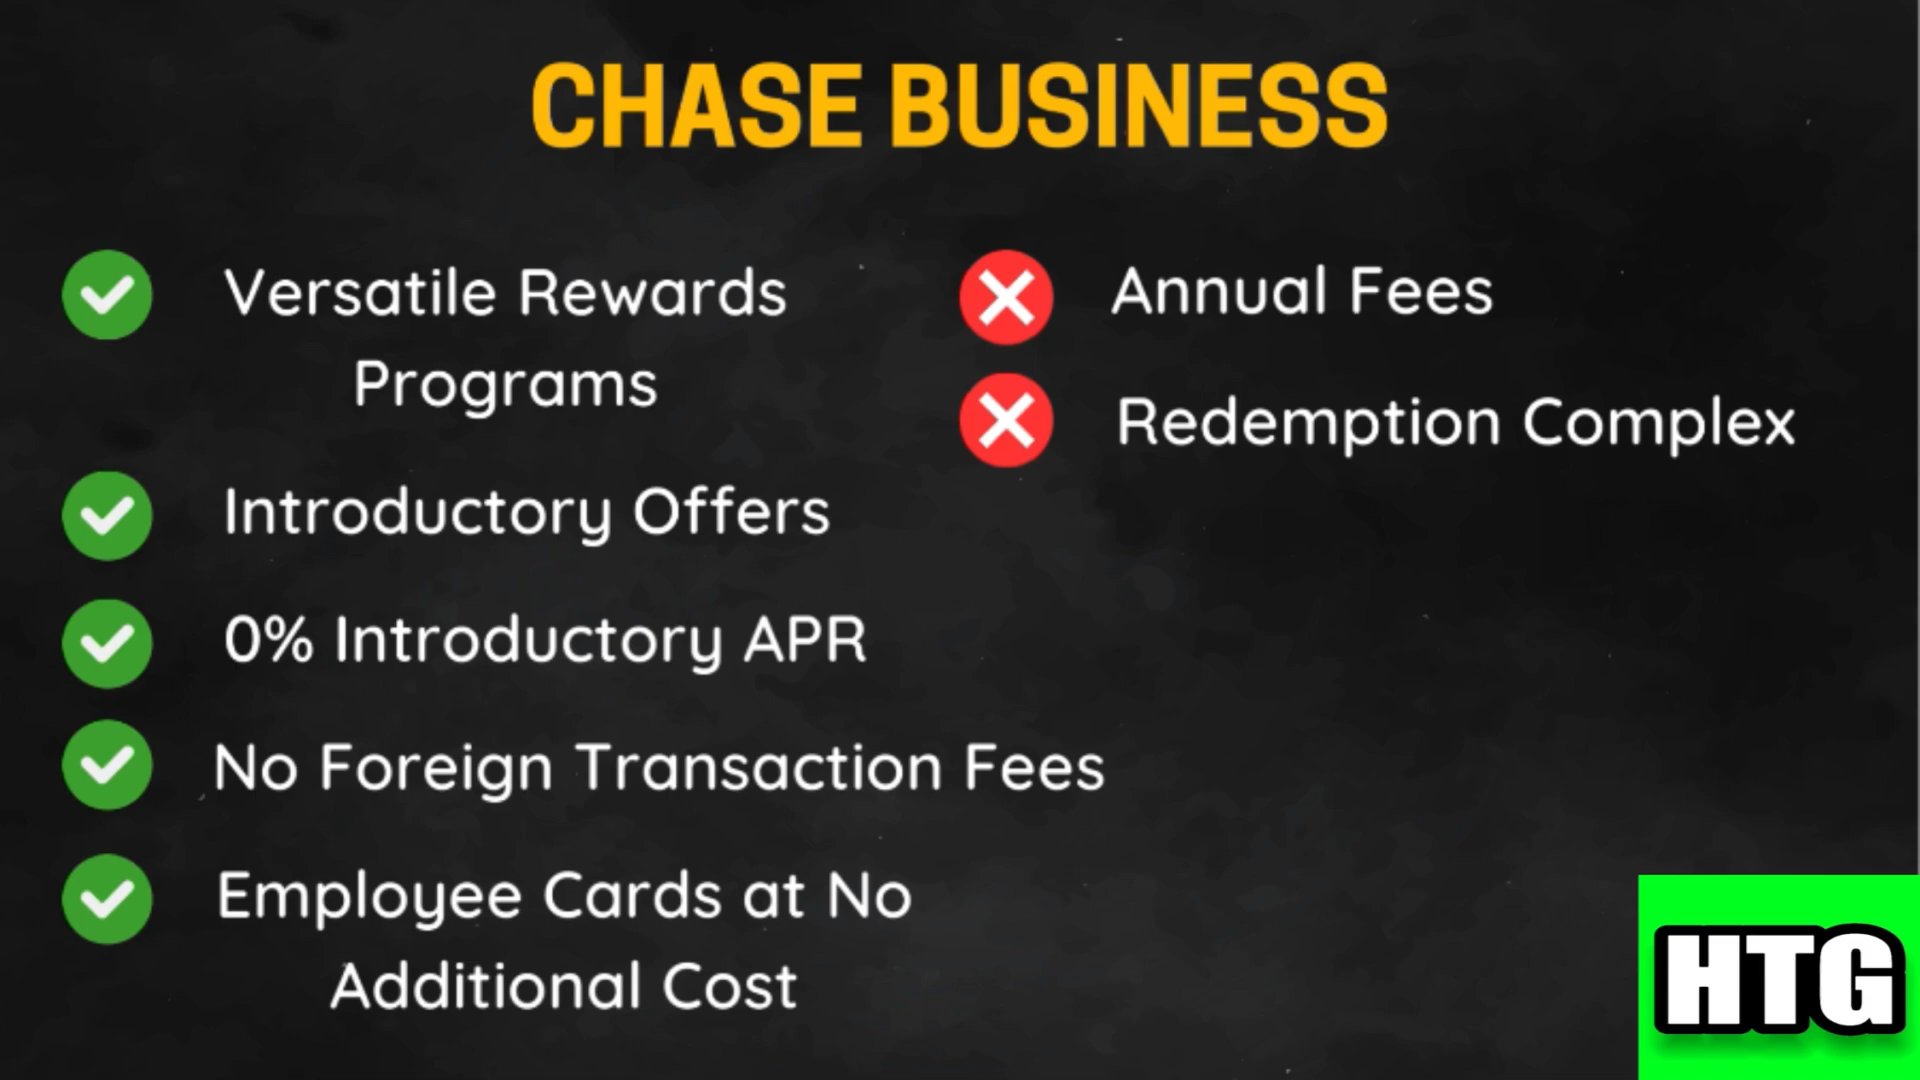 CHASE BUSINESS
Versatile Rewards
Programs
Introductory Offers
0% Introductory APR
No Foreign Transaction Fees
Employee Cards at No
Additional Cost
Annual Fees
Redemption Complex
HTG